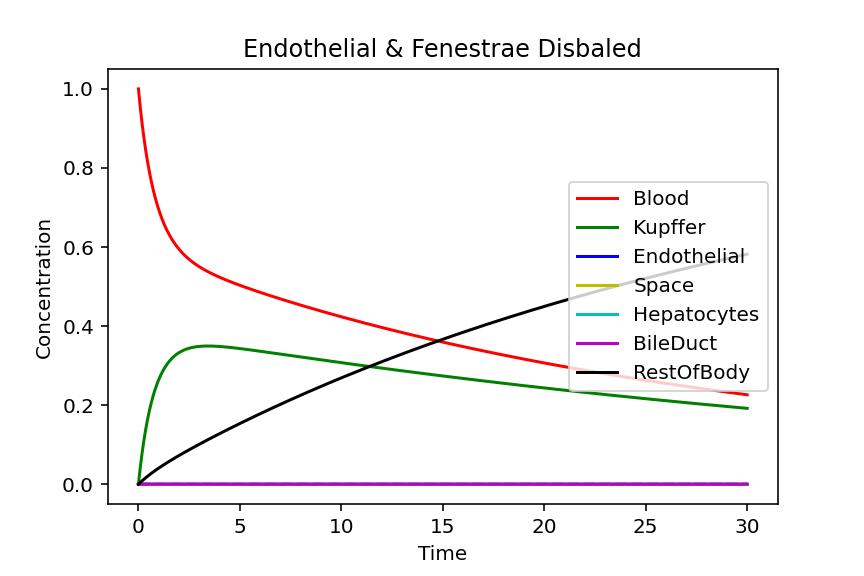 Endothelial & Fenestrae Disbaled
Concentration
1.0
0.8
0.6
0.4
0.2
0.0
Blood
Kupffer
Endothelial
Space
Hepatocytes
BileDuct
RestOfBody
0 5 10 15 20 25 30
Time